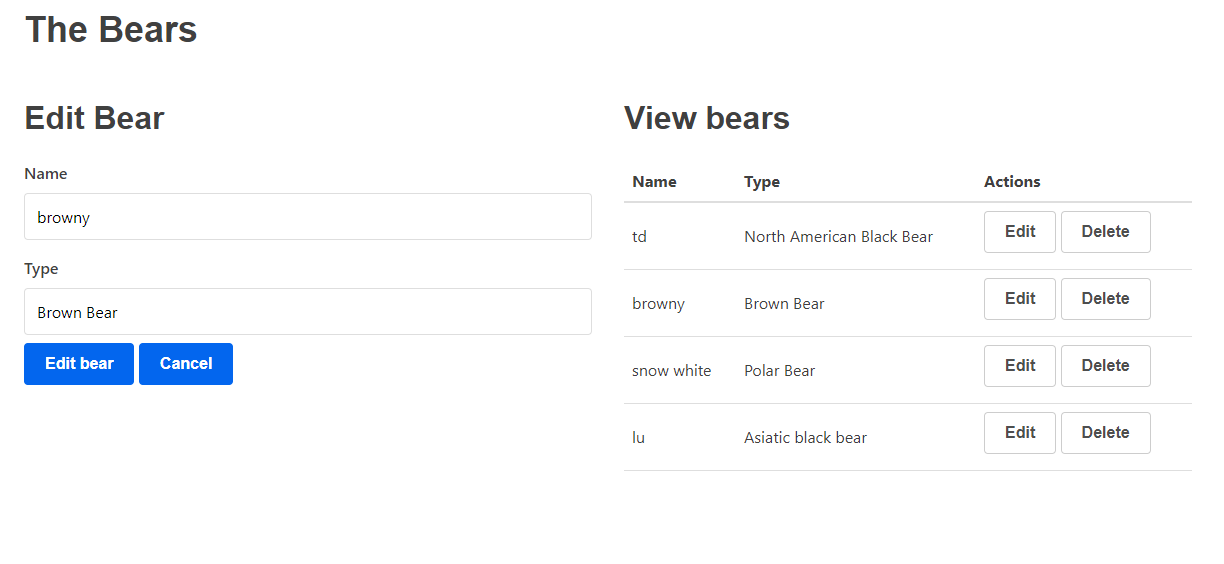 The Bears
Edit Bear
Name
browny
Type
Brown Bear
Edit bear Cancel
View bears
Name Type Actions
td North American Black Bear Edit Delete
browny Brown Bear Edit Delete
snow white Polar Bear Edit Delete
lu Asiatic black bear Edit Delete